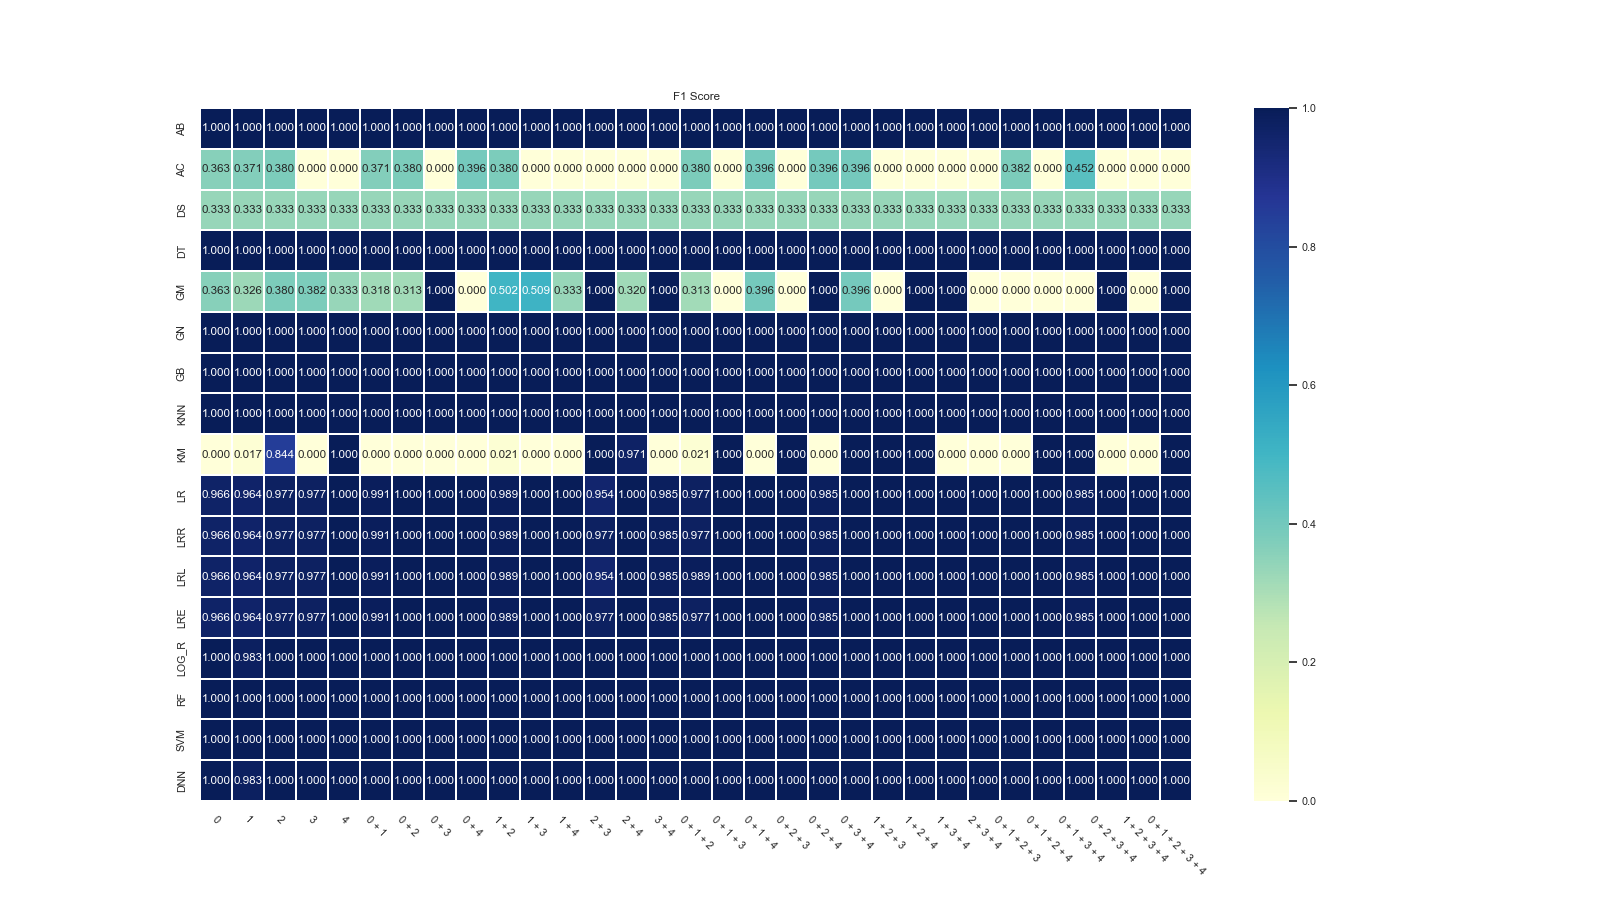 F1 Score
AB 1.000 1.000 1.000 1.000 1.000 1.000 1.000 1.000 1.000 1.000 1.000 1.000 1.000 1.000 1.000 1.000 1.000 1.000 1.000 1.000 1.000 1.000 1.000 1.000 1.000 1.000 1.000 1.000 1.000 1.000 1.000
AC 0.363 0.371 0.380 0.000 0.000 0.371 0.380 0.000 0.396 0.380 0.000 0.000 0.000 0.000 0.000 0.380 0.000 0.396 0.000 0.396 0.396 0.000 0.000 0.000 0.000 0.382 0.000 0.452 0.000 0.000 0.000
DS 0.333 0.333 0.333 0.333 0.333 0.333 0.333 0.333 0.333 0.333 0.333 0.333 0.333 0.333 0.333 0.333 0.333 0.333 0.333 0.333 0.333 0.333 0.333 0.333 0.333 0.333 0.333 0.333 0.333 0.333 0.333
DT 1.000 1.000 1.000 1.000 1.000 1.000 1.000 1.000 1.000 1.000 1.000 1.000 1.000 1.000 1.000 1.000 1.000 1.000 1.000 1.000 1.000 1.000 1.000 1.000 1.000 1.000 1.000 1.000 1.000 1.000 1.000
GM 0.363 0.326 0.380 0.382 0.333 0.318 0.313 1.000 0.000 0.502 0.509 0.333 1.000 0.320 1.000 0.313 0.000 0.396 0.000 1.000 0.396 0.000 1.000 1.000 0.000 0.000 0.000 0.000 1.000 0.000 1.000
GN 1.000 1.000 1.000 1.000 1.000 1.000 1.000 1.000 1.000 1.000 1.000 1.000 1.000 1.000 1.000 1.000 1.000 1.000 1.000 1.000 1.000 1.000 1.000 1.000 1.000 1.000 1.000 1.000 1.000 1.000 1.000
GB 1.000 1.000 1.000 1.000 1.000 1.000 1.000 1.000 1.000 1.000 1.000 1.000 1.000 1.000 1.000 1.000 1.000 1.000 1.000 1.000 1.000 1.000 1.000 1.000 1.000 1.000 1.000 1.000 1.000 1.000 1.000
KNN 1.000 1.000 1.000 1.000 1.000 1.000 1.000 1.000 1.000 1.000 1.000 1.000 1.000 1.000 1.000 1.000 1.000 1.000 1.000 1.000 1.000 1.000 1.000 1.000 1.000 1.000 1.000 1.000 1.000 1.000 1.000
KM 0.000 0.017 0.844 0.000 1.000 0.000 0.000 0.000 0.000 0.021 0.000 0.000 1.000 0.971 0.000 0.021 1.000 0.000 1.000 0.000 1.000 1.000 1.000 0.000 0.000 0.000 1.000 1.000 0.000 0.000 1.000
LR 0.966 0.964 0.977 0.977 1.000 0.991 1.000 1.000 1.000 0.989 1.000 1.000 0.954 1.000 0.985 0.977 1.000 1.000 1.000 0.985 1.000 1.000 1.000 1.000 1.000 1.000 1.000 0.985 1.000 1.000 1.000
LRR 0.966 0.964 0.977 0.977 1.000 0.991 1.000 1.000 1.000 0.989 1.000 1.000 0.977 1.000 0.985 0.977 1.000 1.000 1.000 0.985 1.000 1.000 1.000 1.000 1.000 1.000 1.000 0.985 1.000 1.000 1.000
LRL 0.966 0.964 0.977 0.977 1.000 0.991 1.000 1.000 1.000 0.989 1.000 1.000 0.954 1.000 0.985 0.989 1.000 1.000 1.000 0.985 1.000 1.000 1.000 1.000 1.000 1.000 1.000 0.985 1.000 1.000 1.000
LRE 0.966 0.964 0.977 0.977 1.000 0.991 1.000 1.000 1.000 0.989 1.000 1.000 0.977 1.000 0.985 0.977 1.000 1.000 1.000 0.985 1.000 1.000 1.000 1.000 1.000 1.000 1.000 0.985 1.000 1.000 1.000
LOG_R 1.000 0.983 1.000 1.000 1.000 1.000 1.000 1.000 1.000 1.000 1.000 1.000 1.000 1.000 1.000 1.000 1.000 1.000 1.000 1.000 1.000 1.000 1.000 1.000 1.000 1.000 1.000 1.000 1.000 1.000 1.000
RF 1.000 1.000 1.000 1.000 1.000 1.000 1.000 1.000 1.000 1.000 1.000 1.000 1.000 1.000 1.000 1.000 1.000 1.000 1.000 1.000 1.000 1.000 1.000 1.000 1.000 1.000 1.000 1.000 1.000 1.000 1.000
SVM 1.000 1.000 1.000 1.000 1.000 1.000 1.000 1.000 1.000 1.000 1.000 1.000 1.000 1.000 1.000 1.000 1.000 1.000 1.000 1.000 1.000 1.000 1.000 1.000 1.000 1.000 1.000 1.000 1.000 1.000 1.000
DNN 1.000 0.983 1.000 1.000 1.000 1.000 1.000 1.000 1.000 1.000 1.000 1.000 1.000 1.000 1.000 1.000 1.000 1.000 1.000 1.000 1.000 1.000 1.000 1.000 1.000 1.000 1.000 1.000 1.000 1.000 1.000
0
1
2
3
4
0 + 1
0 + 2
0 + 3
0 + 4
1 + 2
1 + 3
1 + 4
2 + 3
2 + 4
3 + 4
0 + 1 + 2
0 + 1 + 3
0 + 1 + 4
0 + 2 + 3
0 + 2 + 4
0 + 3 + 4
1 + 2 + 3
1 + 2 + 4
1 + 3 + 4
2 + 3 + 4
0 + 1 + 2 + 3
0 + 1 + 2 + 4
0 + 1 + 3 + 4
0 + 2 + 3 + 4
1 + 2 + 3 + 4
0 + 1 + 2 + 3 + 4
1.0
0.8
0.6
0.4
0.2
0.0